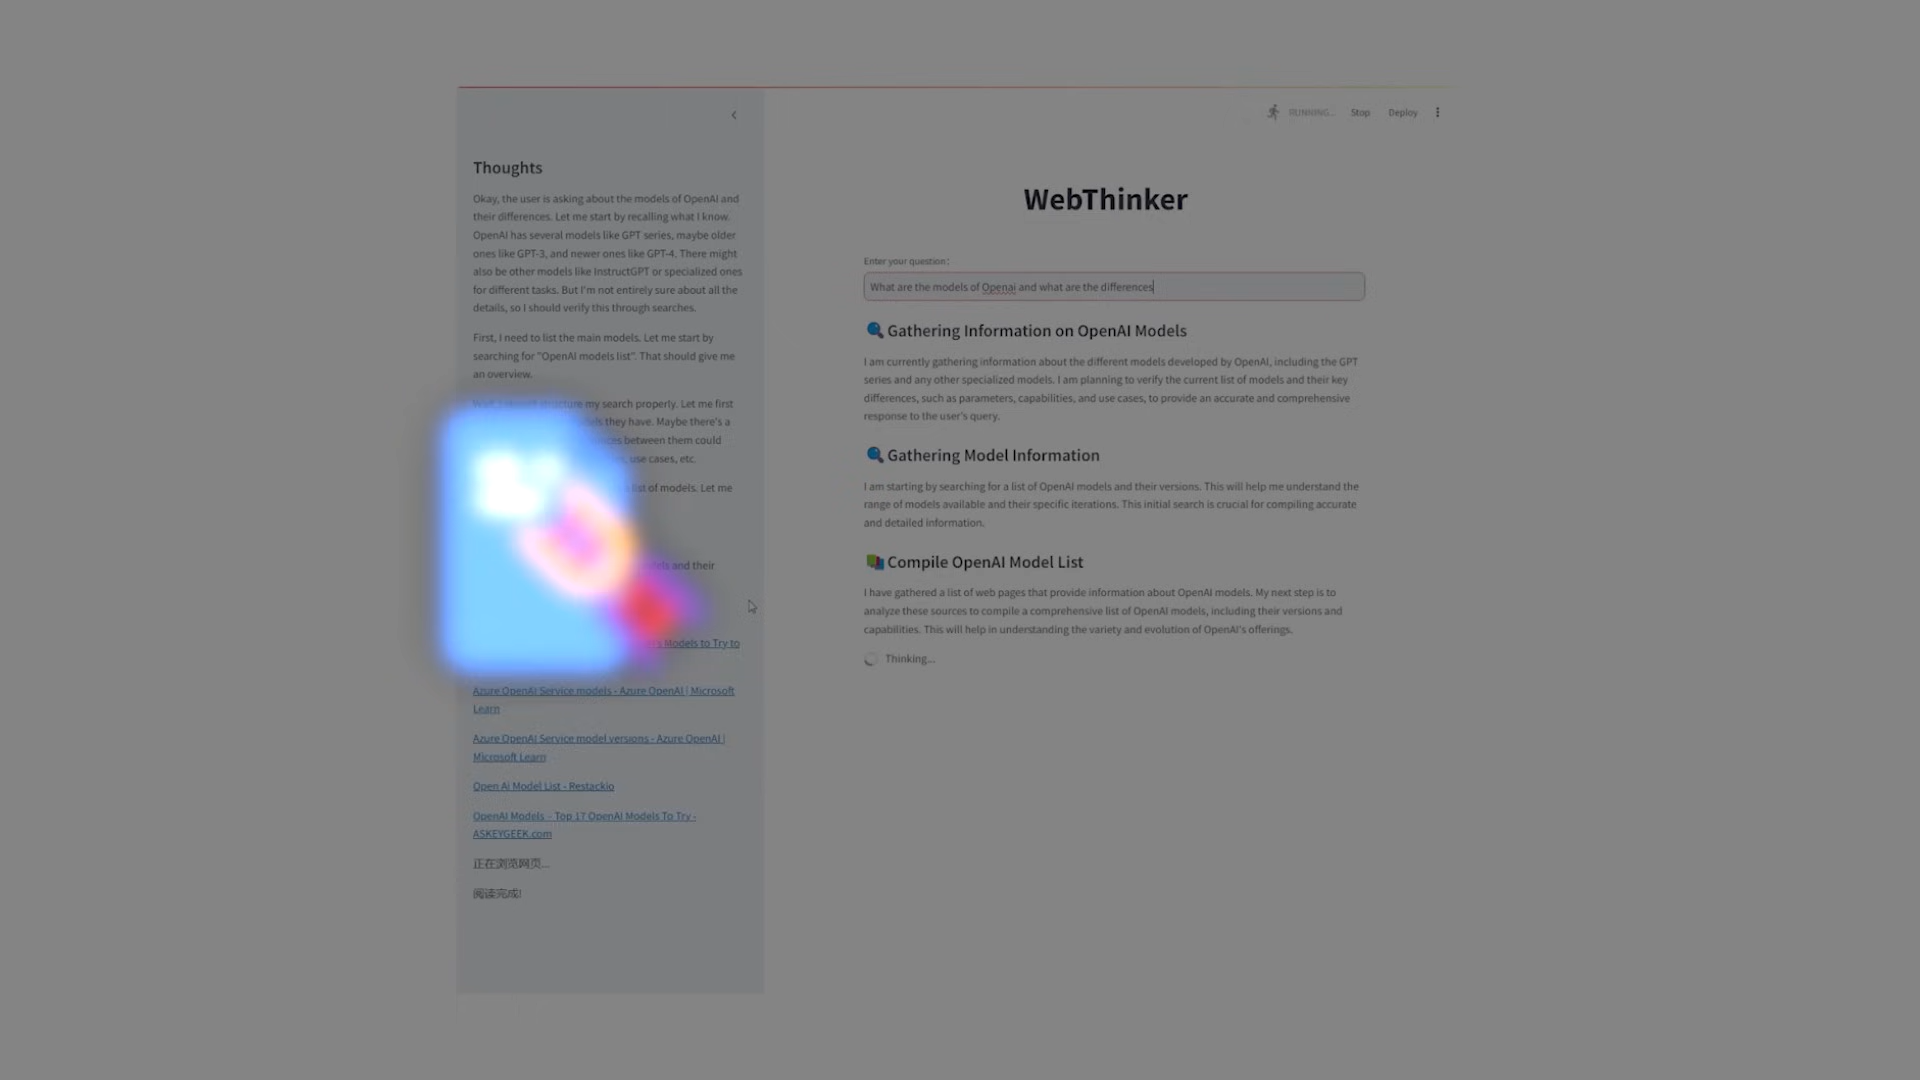 RUNNING...
Stop
Deploy
Thoughts
Okay, the user is asking about the models of OpenAI and
their differences. Let me start by recalling what I know.
OpenAI has several models like GPT series, maybe older
ones like GPT-3, and newer ones like GPT-4. There might
also be other models like InstructGPT or specialized ones
for different tasks. But I'm not entirely sure about all the
details, so I should verify this through searches.
First, I need to list the main models. Let me start by
searching for "OpenAI models list". That should give me
an overview.
my search properly. Let me first
they have. Maybe there's a
between them could
use cases, etc.
list of models. Let me
and their
Models to Try to
Azure OpenAI Service models - Azure OpenAI | Microsoft
Learn
Azure OpenAI Service model versions - Azure OpenAI |
Microsoft Learn
Open Ai Model List - Restackio
OpenAI Models - Top 17 OpenAI Models To Try -
ASKEYGEEK.com
正在浏览网页...
阅读完成!
WebThinker
Enter your question:
What are the models of Openai and what are the differences
Gathering Information on OpenAI Models
I am currently gathering information about the different models developed by OpenAI, including the GPT
series and any other specialized models. I am planning to verify the current list of models and their key
differences, such as parameters, capabilities, and use cases, to provide an accurate and comprehensive
response to the user's query.
Gathering Model Information
I am starting by searching for a list of OpenAI models and their versions. This will help me understand the
range of models available and their specific iterations. This initial search is crucial for compiling accurate
and detailed information.
Compile OpenAI Model List
I have gathered a list of web pages that provide information about OpenAI models. My next step is to
analyze these sources to compile a comprehensive list of OpenAI models, including their versions and
capabilities. This will help in understanding the variety and evolution of OpenAI's offerings.
Thinking...